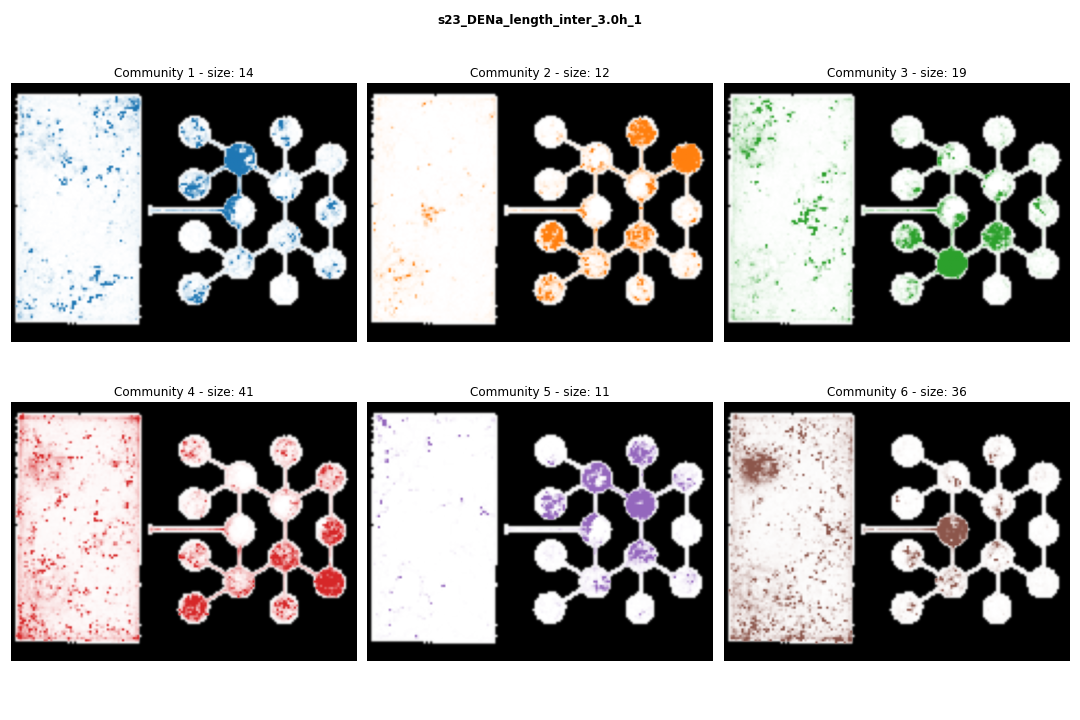 s23_DENa_length_inter_3.0h_1
Community 1 - size: 14
Community 2 - size: 12
Community 3 - size: 19
Community 4 - size: 41
Community 5 - size: 11
Community 6 - size: 36